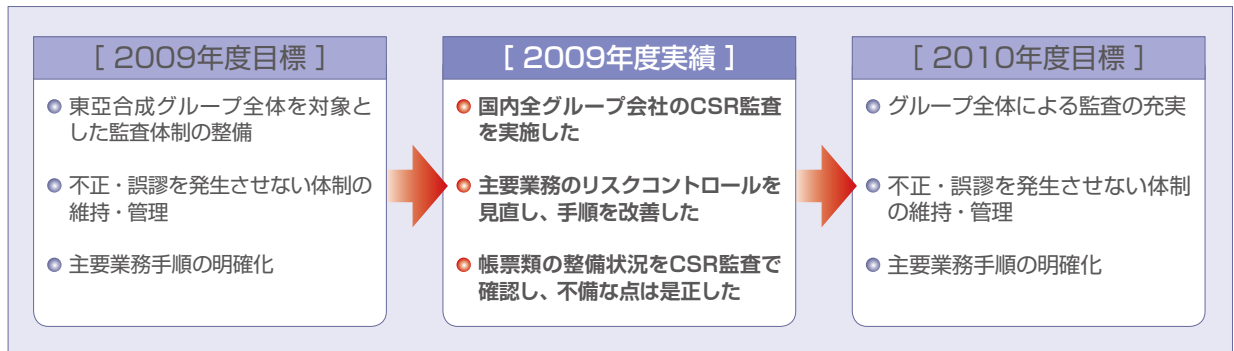 [ 2009年度目標 ]
東亞合成グループ全体を対象と
した監査体制の整備
不正・誤謬を発生させない体制の
維持・管理
主要業務手順の明確化
[ 2009年度実績 ]
国内全グループ会社のCSR監査
を実施した
主要業務のリスクコントロールを
見直し、手順を改善した
帳票類の整備状況をCSR監査で
確認し、不備な点は是正した
[ 2010年度目標 ]
グループ全体による監査の充実
不正・誤謬を発生させない体制
の維持・管理
主要業務手順の明確化